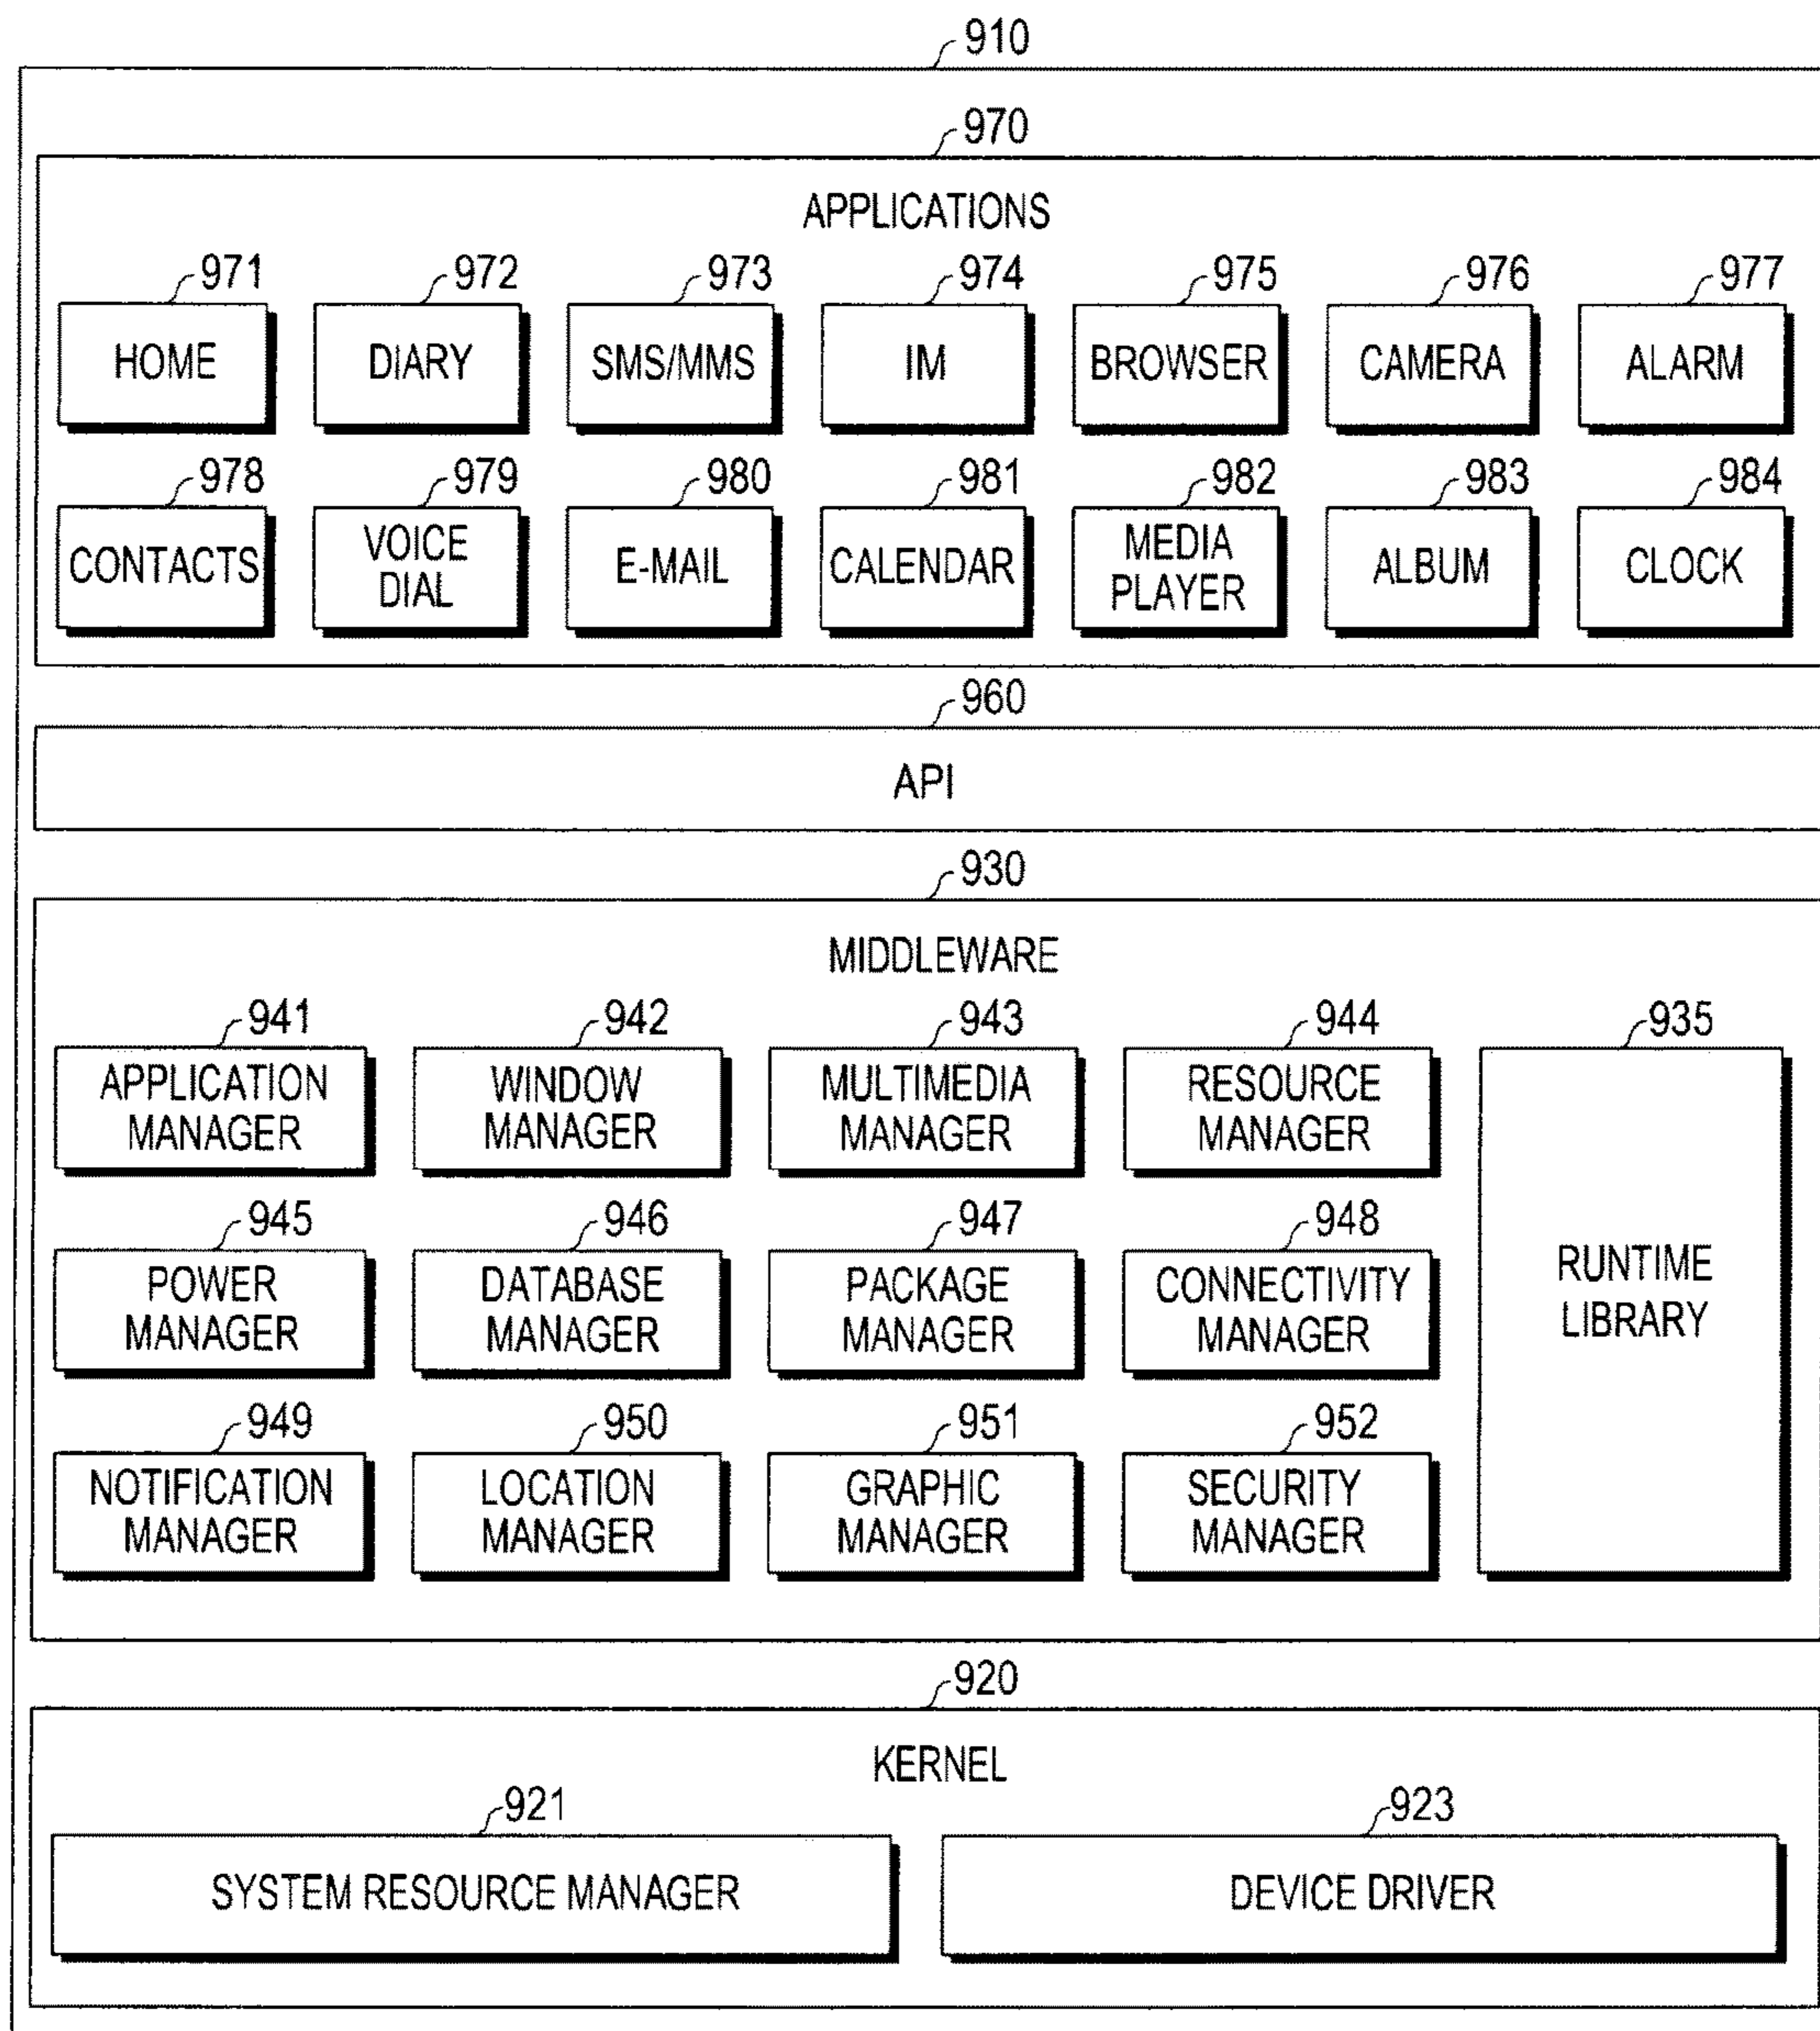 910
970
APPLICATIONS
971 972 973 974 975 976 977
HOME DIARY SMS/MMS IM BROWSER CAMERA ALARM
978 979 980 981 982 983 984
CONTACTS VOICE DIAL E-MAIL CALENDAR MEDIA PLAYER ALBUM CLOCK
960
API
930
MIDDLEWARE
941 942 943 944 935
APPLICATION MANAGER WINDOW MANAGER MULTIMEDIA MANAGER RESOURCE MANAGER
945 946 947 948
POWER MANAGER DATABASE MANAGER PACKAGE MANAGER CONNECTIVITY MANAGER RUNTIME LIBRARY
949 950 951 952
NOTIFICATION MANAGER LOCATION MANAGER GRAPHIC MANAGER SECURITY MANAGER
920
KERNEL
921 923
SYSTEM RESOURCE MANAGER DEVICE DRIVER